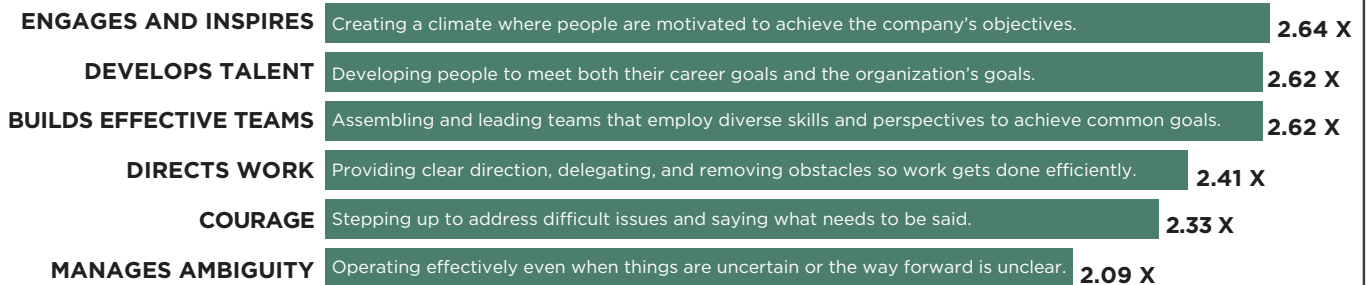 ENGAGES AND INSPIRES Creating a climate where people are motivated to achieve the company’s objectives. 2.64 X
DEVELOPS TALENT Developing people to meet both their career goals and the organization’s goals. 2.62 X
BUILDS EFFECTIVE TEAMS Assembling and leading teams that employ diverse skills and perspectives to achieve common goals. 2.62 X
DIRECTS WORK Providing clear direction, delegating, and removing obstacles so work gets done efficiently. 2.41 X
COURAGE Stepping up to address difficult issues and saying what needs to be said. 2.33 X
MANAGES AMBIGUITY Operating effectively even when things are uncertain or the way forward is unclear. 2.09 X